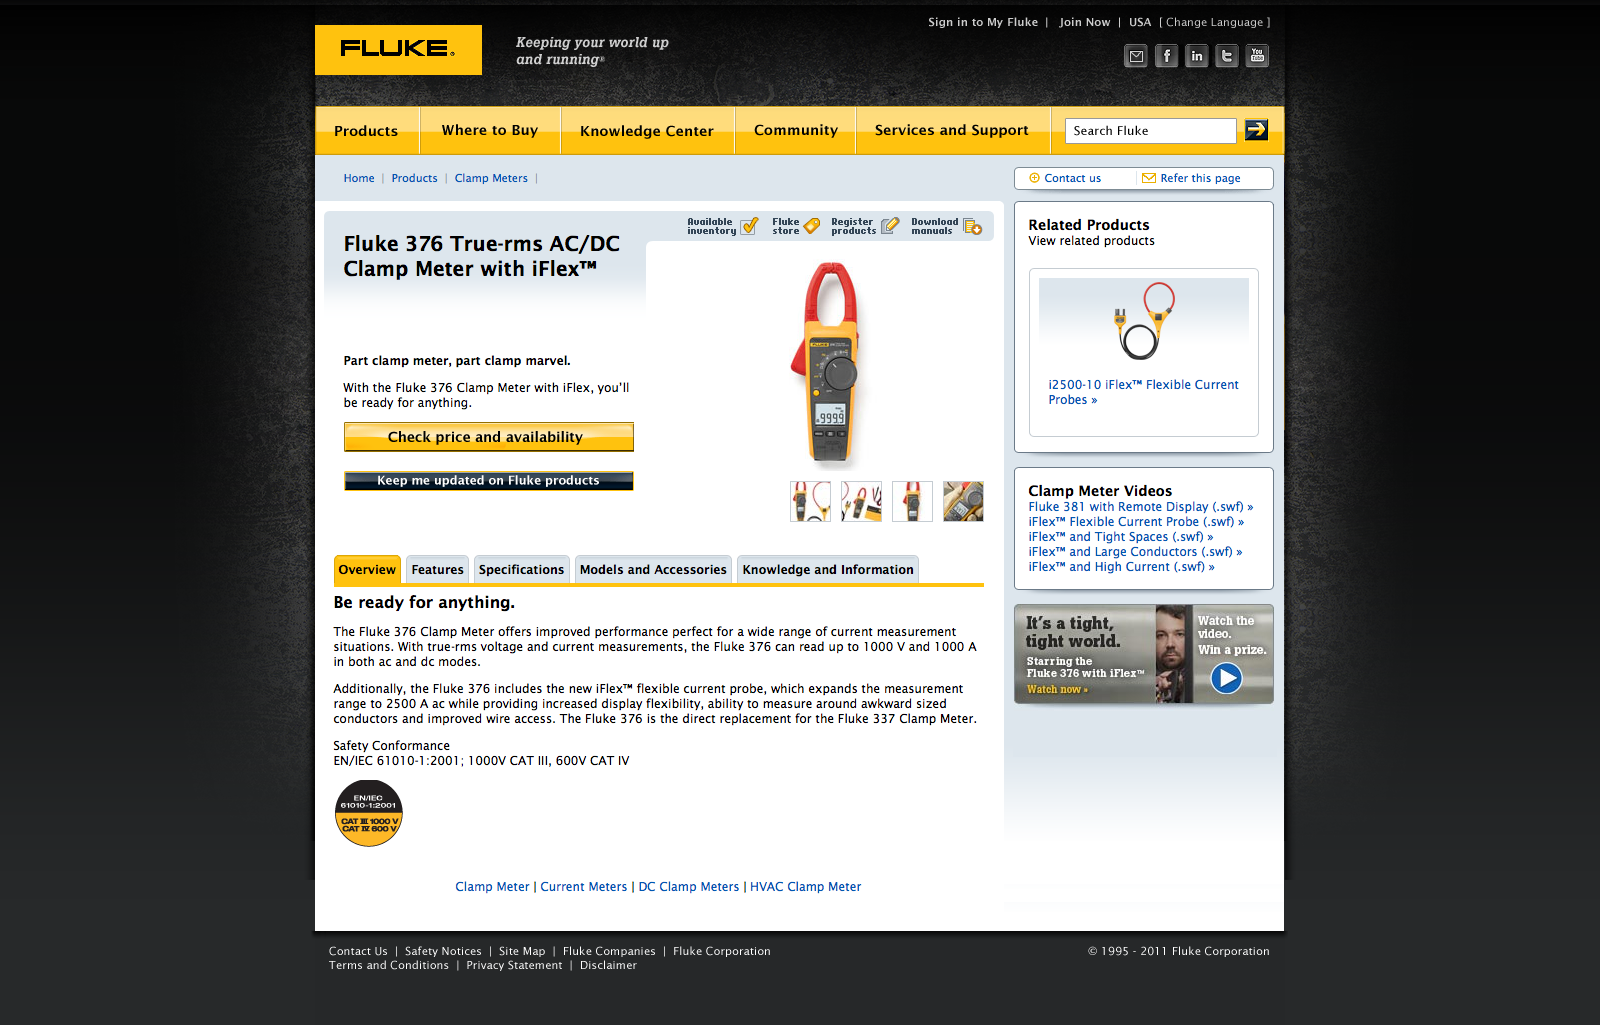 Sign in to My Fluke | Join Now | USA [ Change Language ]
FLUKE®
Keeping your world up
and running®
Products
Where to Buy
Knowledge Center
Community
Services and Support
Search Fluke
Home | Products | Clamp Meters |
Contact us
Refer this page
Available
inventory
Fluke
store
Register
products
Download
manuals
Fluke 376 True-rms AC/DC
Clamp Meter with iFlex™
Part clamp meter, part clamp marvel.
With the Fluke 376 Clamp Meter with iFlex, you'll
be ready for anything.
Check price and availability
Keep me updated on Fluke products
FLUKE
Related Products
View related products
i2500-10 iFlex™ Flexible Current
Probes »
Clamp Meter Videos
Fluke 381 with Remote Display (.swf) »
iFlex™ Flexible Current Probe (.swf) »
iFlex™ and Tight Spaces (.swf) »
iFlex™ and Large Conductors (.swf) »
iFlex™ and High Current (.swf) »
It's a tight,
tight world.
Starring the
Fluke 376 with iFlex™
Watch now »
Watch the
video.
Win a prize.
Overview
Features
Specifications
Models and Accessories
Knowledge and Information
Be ready for anything.
The Fluke 376 Clamp Meter offers improved performance perfect for a wide range of current measurement
situations. With true-rms voltage and current measurements, the Fluke 376 can read up to 1000 V and 1000 A
in both ac and dc modes.
Additionally, the Fluke 376 includes the new iFlex™ flexible current probe, which expands the measurement
range to 2500 A ac while providing increased display flexibility, ability to measure around awkward sized
conductors and improved wire access. The Fluke 376 is the direct replacement for the Fluke 337 Clamp Meter.
Safety Conformance
EN/IEC 61010-1:2001; 1000V CAT III, 600V CAT IV
EN/IEC
61010-1:2001
CAT III 1000 V
CAT IV 600 V
Clamp Meter | Current Meters | DC Clamp Meters | HVAC Clamp Meter
Contact Us | Safety Notices | Site Map | Fluke Companies | Fluke Corporation
Terms and Conditions | Privacy Statement | Disclaimer
© 1995 - 2011 Fluke Corporation